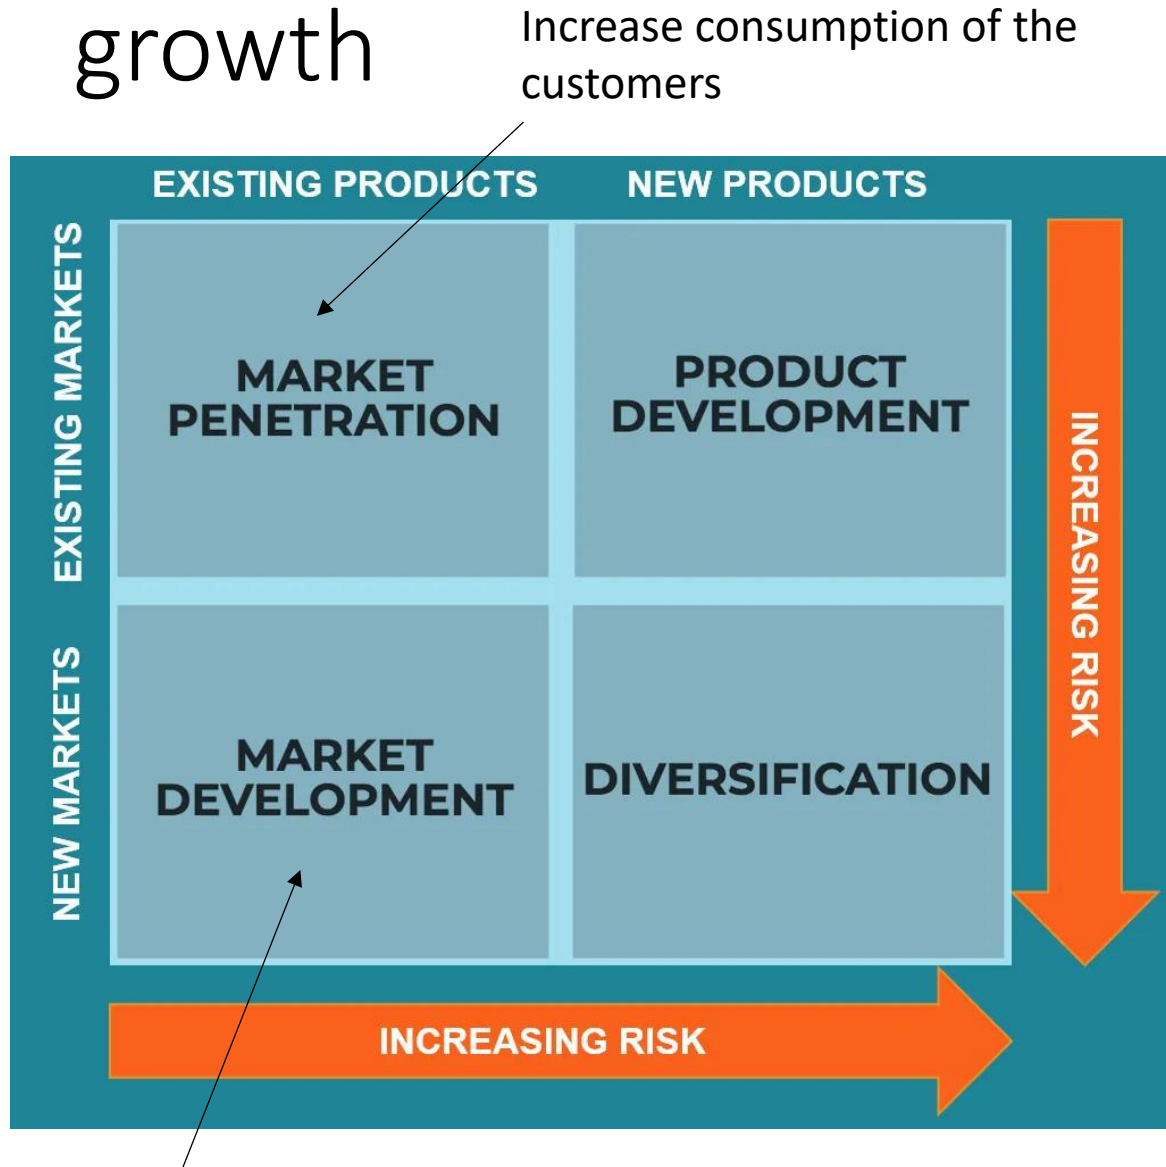 growth
Increase consumption of the
customers
EXISTING PRODUCTS
NEW PRODUCTS
EXISTING MARKETS
MARKET
PENETRATION
PRODUCT
DEVELOPMENT
NEW MARKETS
MARKET
DEVELOPMENT
DIVERSIFICATION
INCREASING RISK
INCREASING RISK